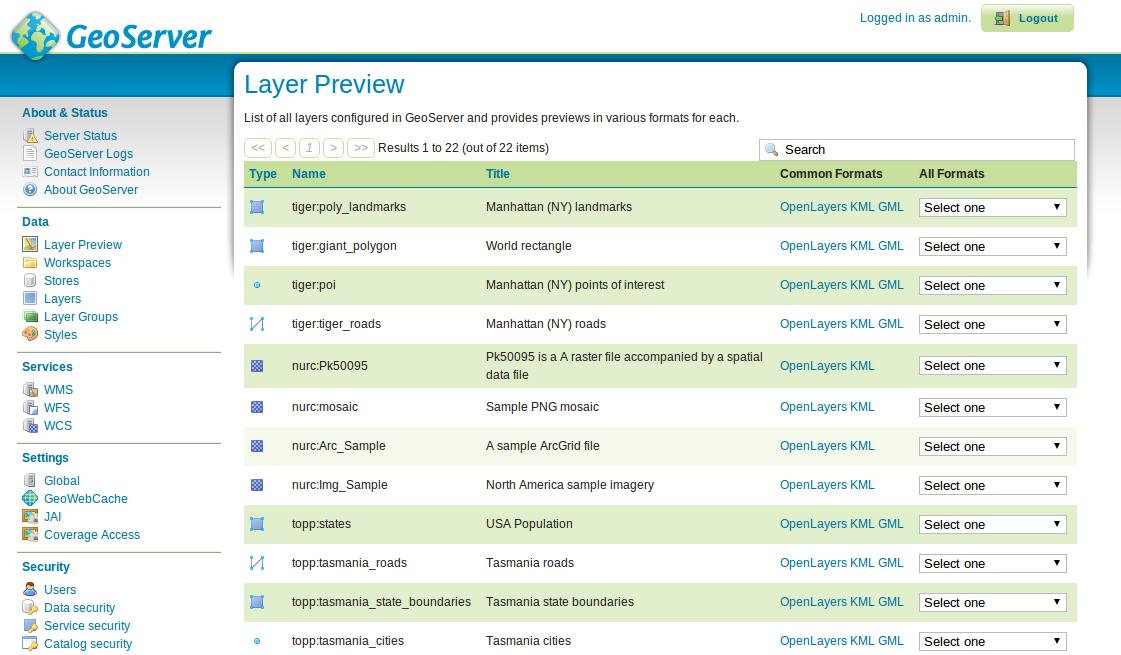 GeoServer
Logged in as admin.
Logout
About & Status
Server Status
GeoServer Logs
Contact Information
About GeoServer
Data
Layer Preview
Workspaces
Stores
Layers
Layer Groups
Styles
Services
WMS
WFS
WCS
Settings
Global
GeoWebCache
JAI
Coverage Access
Security
Users
Data security
Service security
Catalog security
Layer Preview
List of all layers configured in GeoServer and provides previews in various formats for each.
<< < 1 > >> Results 1 to 22 (out of 22 items) Search
Type Name Title Common Formats All Formats
tiger:poly_landmarks Manhattan (NY) landmarks OpenLayers KML GML Select one
tiger:giant_polygon World rectangle OpenLayers KML GML Select one
tiger:poi Manhattan (NY) points of interest OpenLayers KML GML Select one
tiger:tiger_roads Manhattan (NY) roads OpenLayers KML GML Select one
nurc:Pk50095 Pk50095 is a A raster file accompanied by a spatial OpenLayers KML Select one
data file
nurc:mosaic Sample PNG mosaic OpenLayers KML Select one
nurc:Arc_Sample A sample ArcGrid file OpenLayers KML Select one
nurc:Img_Sample North America sample imagery OpenLayers KML Select one
topp:states USA Population OpenLayers KML GML Select one
topp:tasmania_roads Tasmania roads OpenLayers KML GML Select one
topp:tasmania_state_boundaries Tasmania state boundaries OpenLayers KML GML Select one
topp:tasmania_cities Tasmania cities OpenLayers KML GML Select one